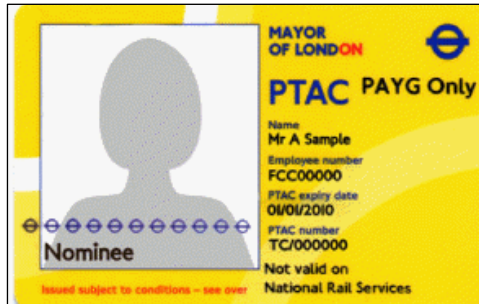 MAYOR
OF LONDON
PTAC PAYG Only
Name
Mr A Sample
Employee number
FCC00000
PTAC expiry date
01/01/2010
PTAC number
TC/000000
Nominee
Not valid on
Issued subject to conditions – see over
National Rail Services